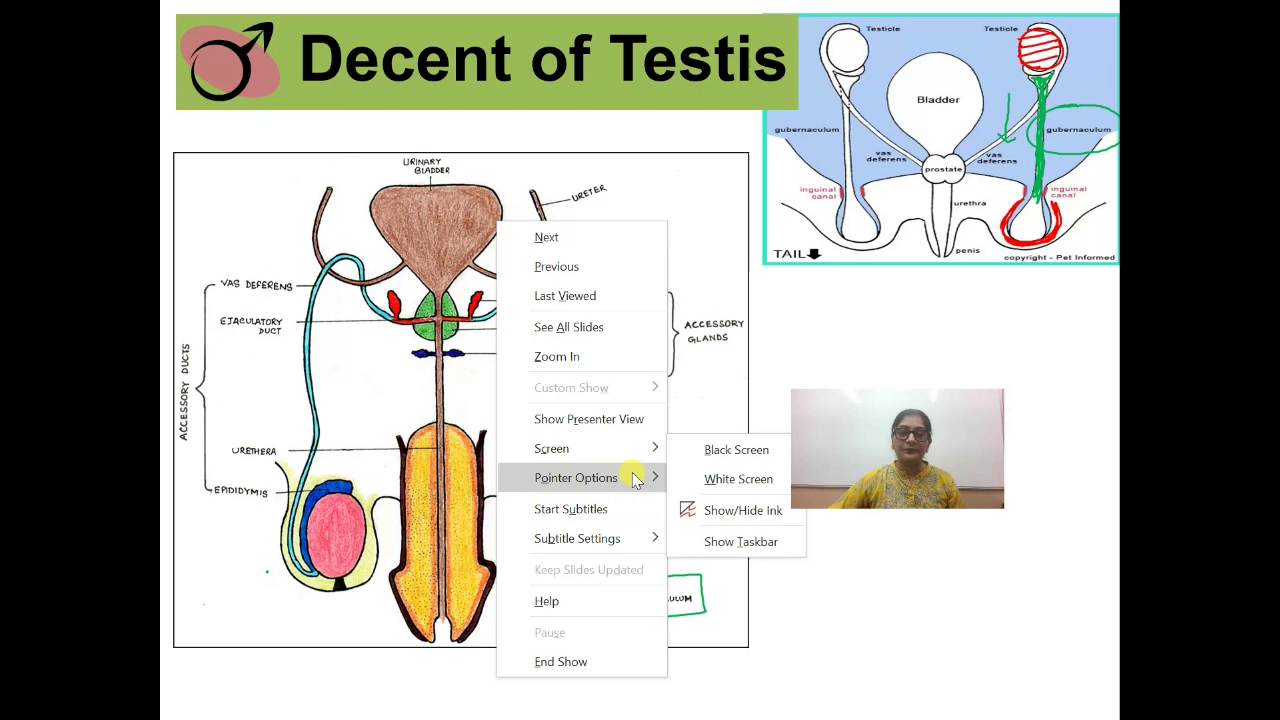 Decent of Testis
Testicle
Testicle
Bladder
gubernaculum
gubernaculum
vas
deferens
vas
deferens
prostate
inguinal
canal
inguinal
canal
urethra
penis
TAIL
copyright - Pet Informed
URINARY
BLADDER
URETER
VAS DEFERENS
EJACULATORY
DUCT
ACCESSORY DUCTS
URETHERA
EPIDIDYMIS
ACCESSORY
GLANDS
Next
Previous
Last Viewed
See All Slides
Zoom In
Custom Show
Show Presenter View
Screen
Pointer Options
Start Subtitles
Subtitle Settings
Keep Slides Updated
Help
Pause
End Show
Black Screen
White Screen
Show/Hide Ink
Show Taskbar